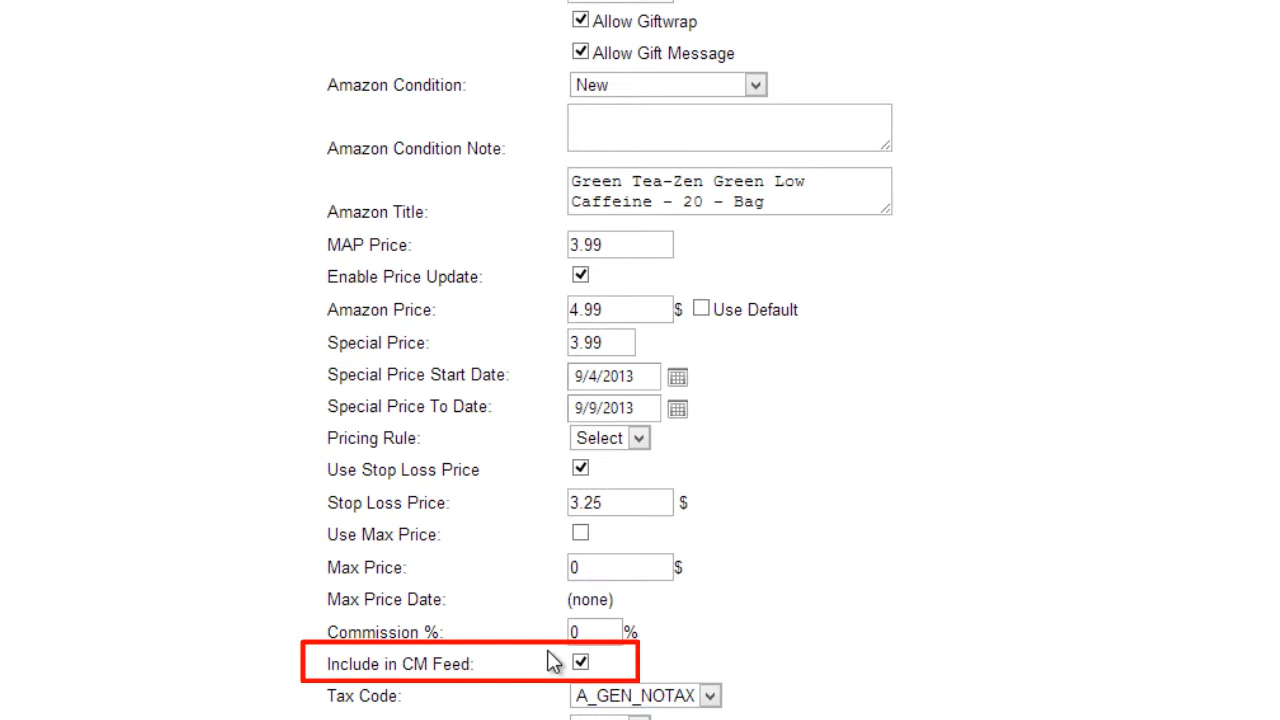 Allow Giftwrap
Allow Gift Message
Amazon Condition: New
Amazon Condition Note:
Green Tea-Zen Green Low
Caffeine - 20 - Bag
Amazon Title:
MAP Price: 3.99
Enable Price Update:
Amazon Price: 4.99 $ Use Default
Special Price: 3.99
Special Price Start Date: 9/4/2013
Special Price To Date: 9/9/2013
Pricing Rule: Select
Use Stop Loss Price
Stop Loss Price: 3.25 $
Use Max Price:
Max Price: 0 $
Max Price Date: (none)
Commission %: 0 %
Include in CM Feed:
Tax Code: A_GEN_NOTAX